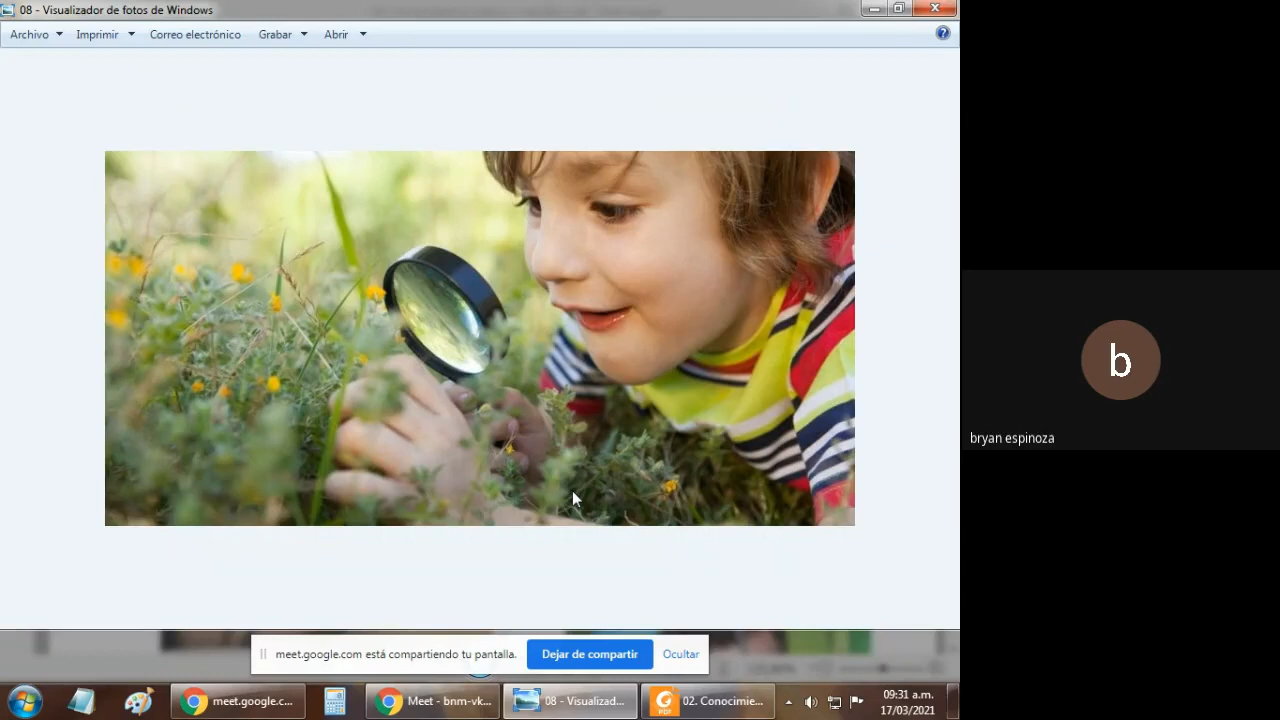 08 - Visualizador de fotos de Windows
Archivo Imprimir Correo electrónico Grabar Abrir
b
bryan espinoza
meet.google.com está compartiendo tu pantalla. Dejar de compartir Ocultar
meet.google.c... Meet - bnm-vk... 08 - Visualizad... PDF 02. Conocimie... 09:31 a.m.
17/03/2021